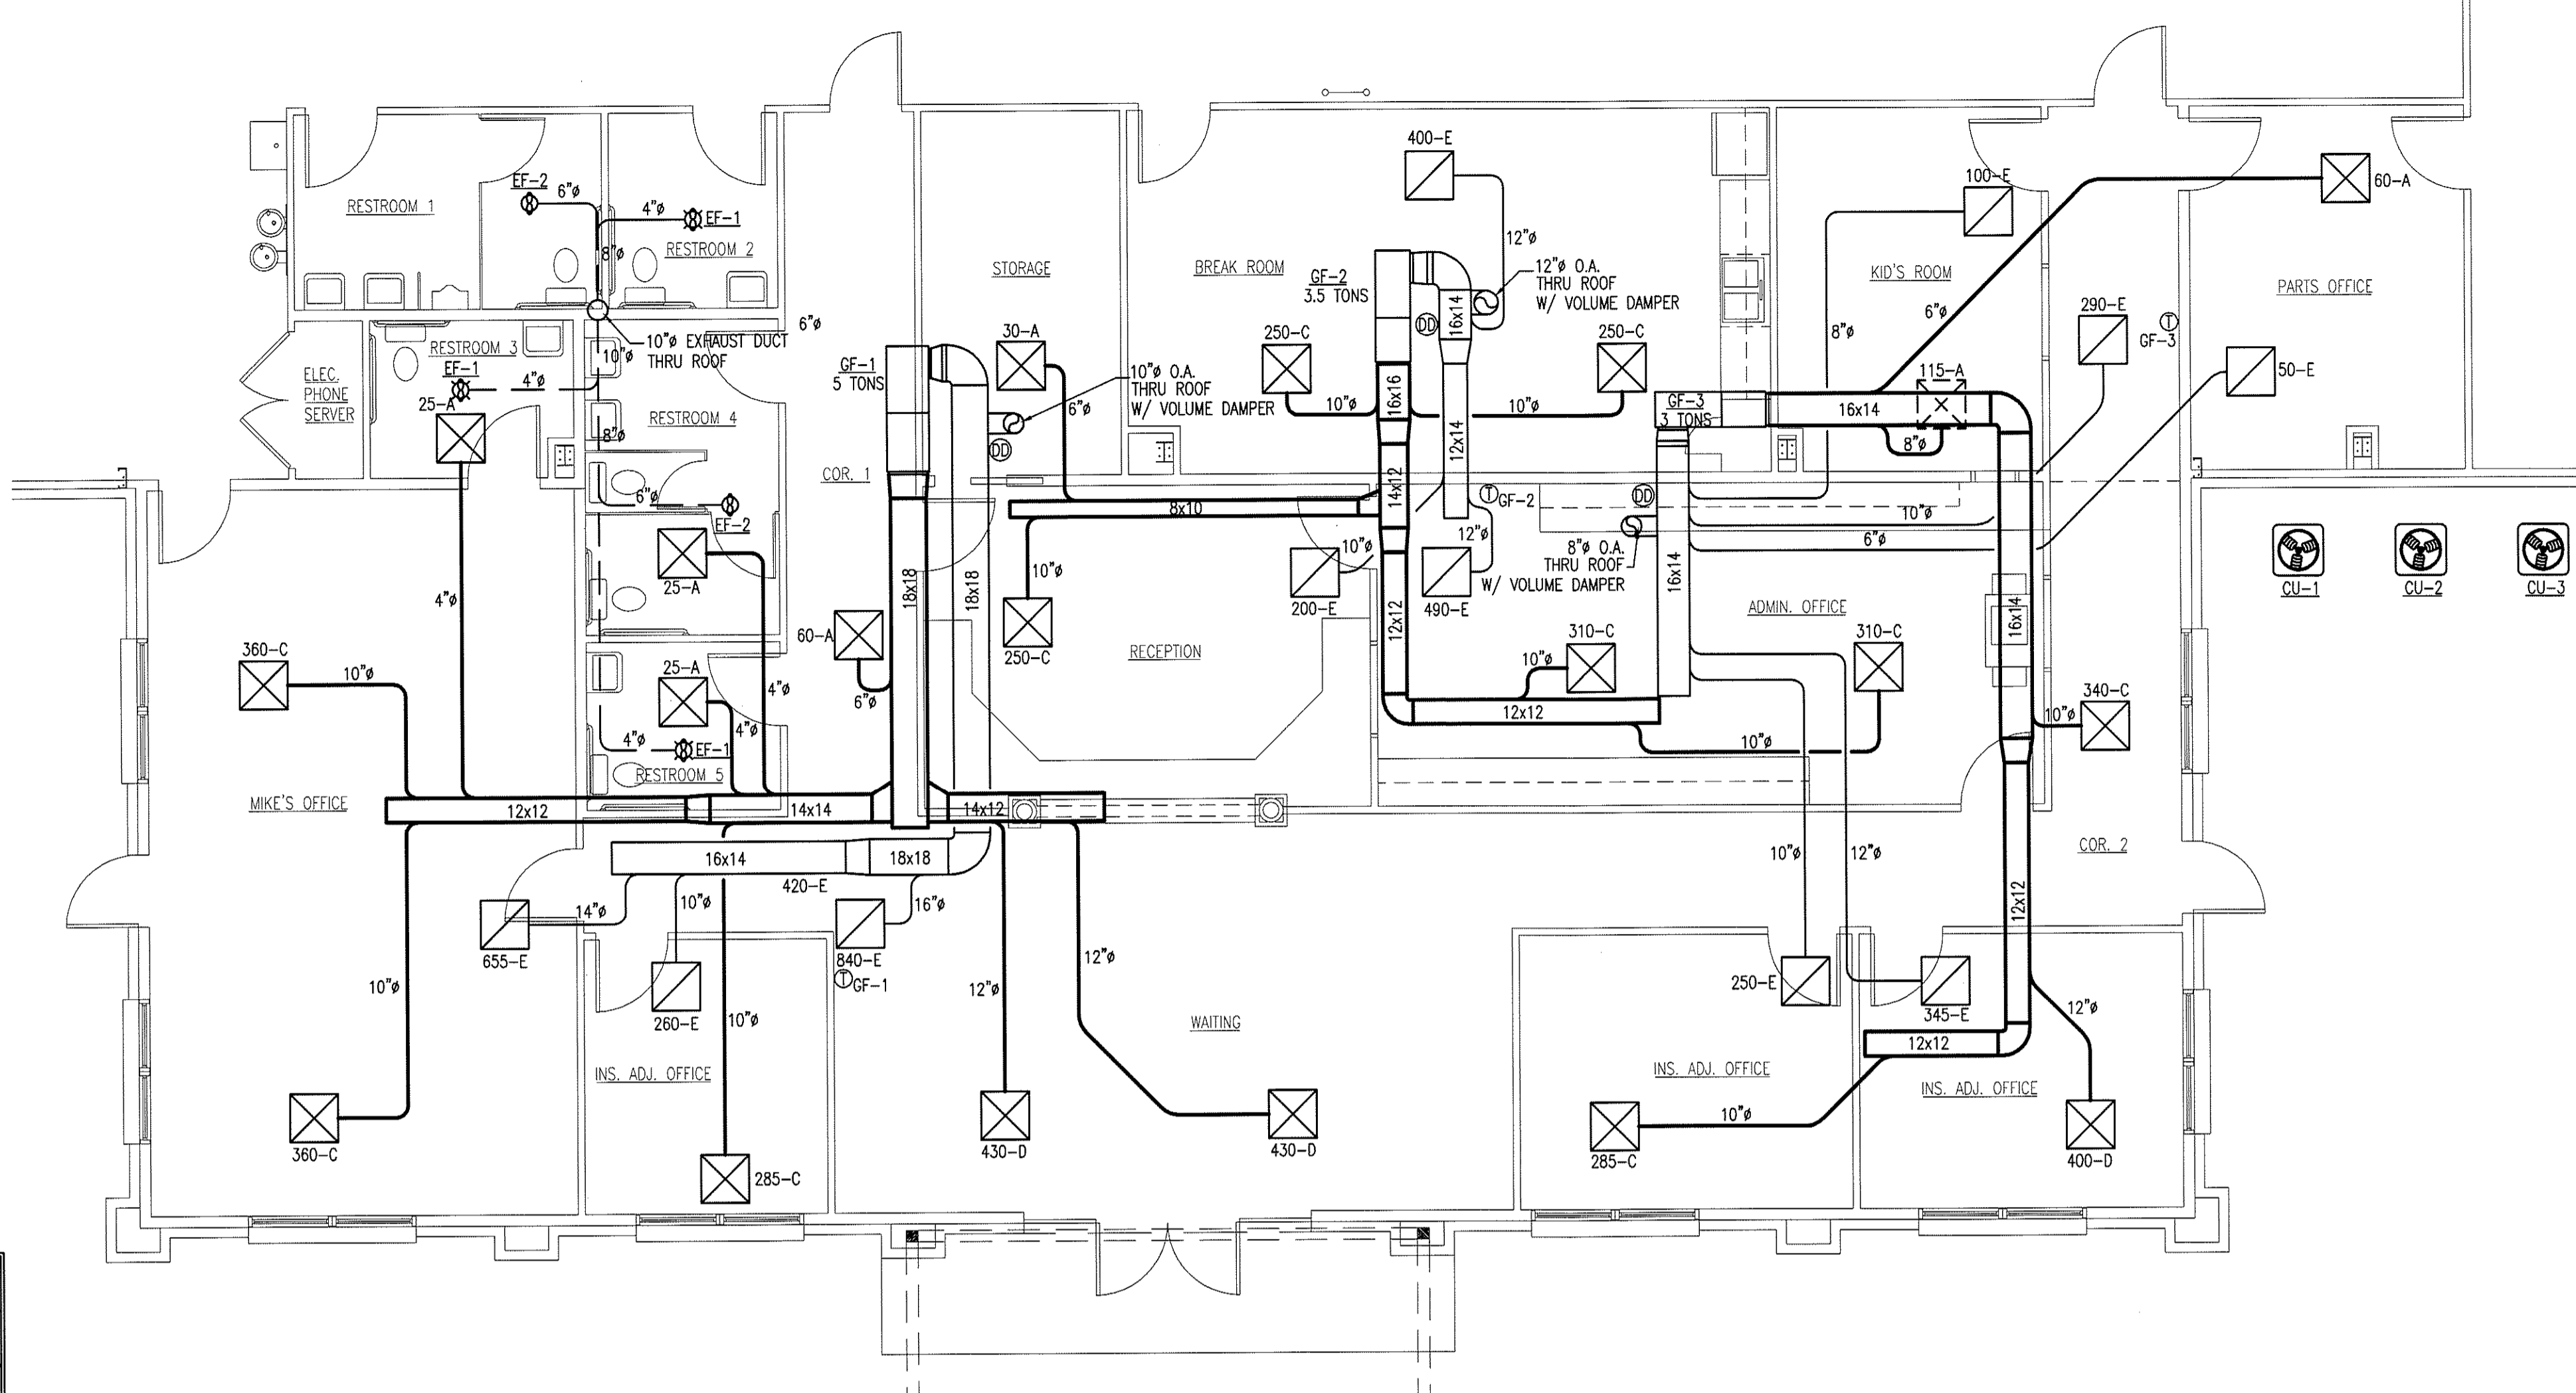 400-E
EF-2
6"ø
4"ø
EF-1
RESTROOM 1
8"ø
RESTROOM 2
100-E
60-A
STORAGE
BREAK ROOM
12"ø
GF-2
3.5 TONS
12"ø O.A.
THRU ROOF
W/ VOLUME DAMPER
16x14
DD
KID'S ROOM
PARTS OFFICE
6"ø
290-E
T
GF-3
8"ø
6"ø
10"ø EXHAUST DUCT
THRU ROOF
10"ø
RESTROOM 3
EF-1
4"ø
25-A
ELEC.
PHONE
SERVER
GF-1
5 TONS
30-A
6"ø
10"ø O.A.
THRU ROOF
W/ VOLUME DAMPER
DD
250-C
10"ø
16x16
250-C
10"ø
12x14
GF-3
3 TONS
16x14
115-A
8"ø
50-E
RESTROOM 4
8"ø
COR. 1
6"ø
EF-2
25-A
14x12
8x10
T
GF-2
DD
10"ø
6"ø
8"ø O.A.
THRU ROOF
W/ VOLUME DAMPER
10"ø
12"ø
200-E
490-E
10"ø
250-C
CU-1
CU-2
CU-3
4"ø
18x18
18x18
60-A
6"ø
12x12
16x14
ADMIN. OFFICE
16x14
RECEPTION
310-C
10"ø
310-C
12x12
10"ø
340-C
10"ø
360-C
10"ø
25-A
4"ø
4"ø
4"ø
EF-1
RESTROOM 5
MIKE'S OFFICE
12x12
14x14
14x12
16x14
18x18
420-E
14"ø
10"ø
16"ø
655-E
260-E
840-E
T
GF-1
10"ø
12"ø
COR. 2
12x12
250-E
345-E
12"ø
12x12
10"ø
10"ø
12"ø
12"ø
WAITING
INS. ADJ. OFFICE
INS. ADJ. OFFICE
INS. ADJ. OFFICE
10"ø
360-C
285-C
430-D
430-D
285-C
400-D